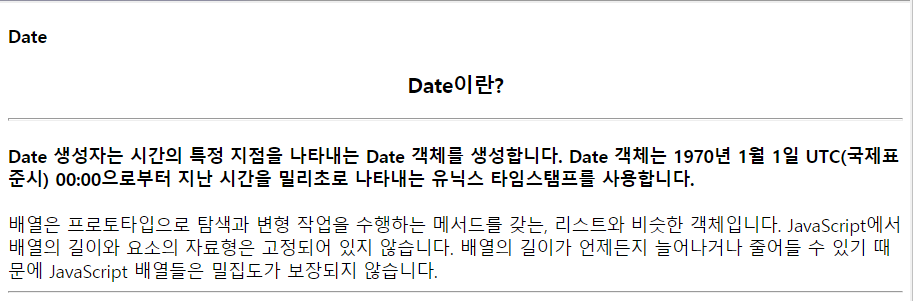 Date
Date이란?
Date 생성자는 시간의 특정 지점을 나타내는 Date 객체를 생성합니다. Date 객체는 1970년 1월 1일 UTC(국제표
준시) 00:00으로부터 지난 시간을 밀리초로 나타내는 유닉스 타임스탬프를 사용합니다.
배열은 프로토타입으로 탐색과 변형 작업을 수행하는 메서드를 갖는, 리스트와 비슷한 객체입니다. JavaScript에서
배열의 길이와 요소의 자료형은 고정되어 있지 않습니다. 배열의 길이가 언제든지 늘어나거나 줄어들 수 있기 때
문에 JavaScript 배열들은 밀집도가 보장되지 않습니다.